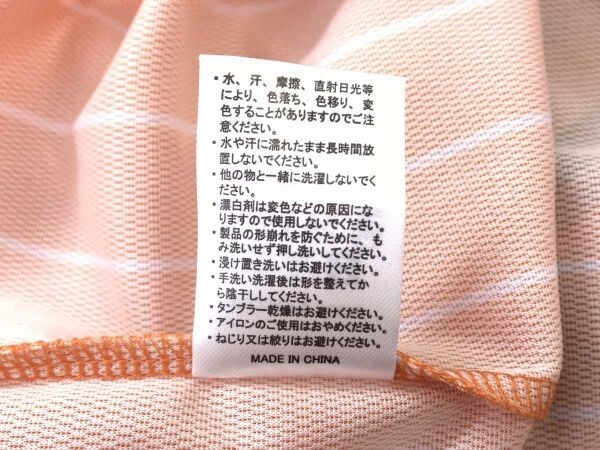 ・水、汗、摩擦、直射日光等
により、色落ち、色移り、変
色することがありますのでご注
意ください。
・水や汗に濡れたまま長時間放
置しないでください。
・他の物と一緒に洗濯しないでく
ださい。
・漂白剤は変色などの原因にな
りますので使用しないでください。
・製品の形崩れを防ぐために、も
み洗いせず押し洗いしてください。
・浸け置き洗いはお避けください。
・手洗い洗濯後は形を整えてか
ら陰干ししてください。
・タンブラー乾燥はお避けください。
・アイロンのご使用はおやめください。
・ねじり又は絞りはお避けください。
MADE IN CHINA